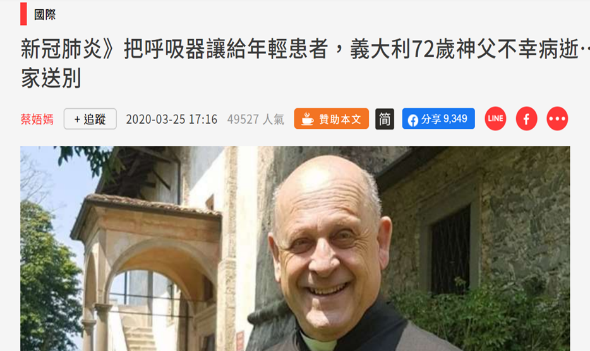 國際
新冠肺炎》把呼吸器讓給年輕患者，義大利72歲神父不幸病逝…
家送別
蔡娪嫣 + 追蹤 2020-03-25 17:16 49527 人氣 贊助本文 简 分享 9,349 LINE